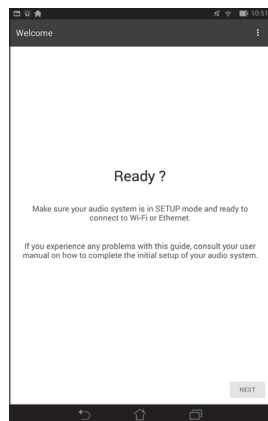 10:51
Welcome
Ready ?
Make sure your audio system is in SETUP mode and ready to
connect to Wi-Fi or Ethernet.
If you experience any problems with this guide, consult your user
manual on how to complete the initial setup of your audio system.
NEXT